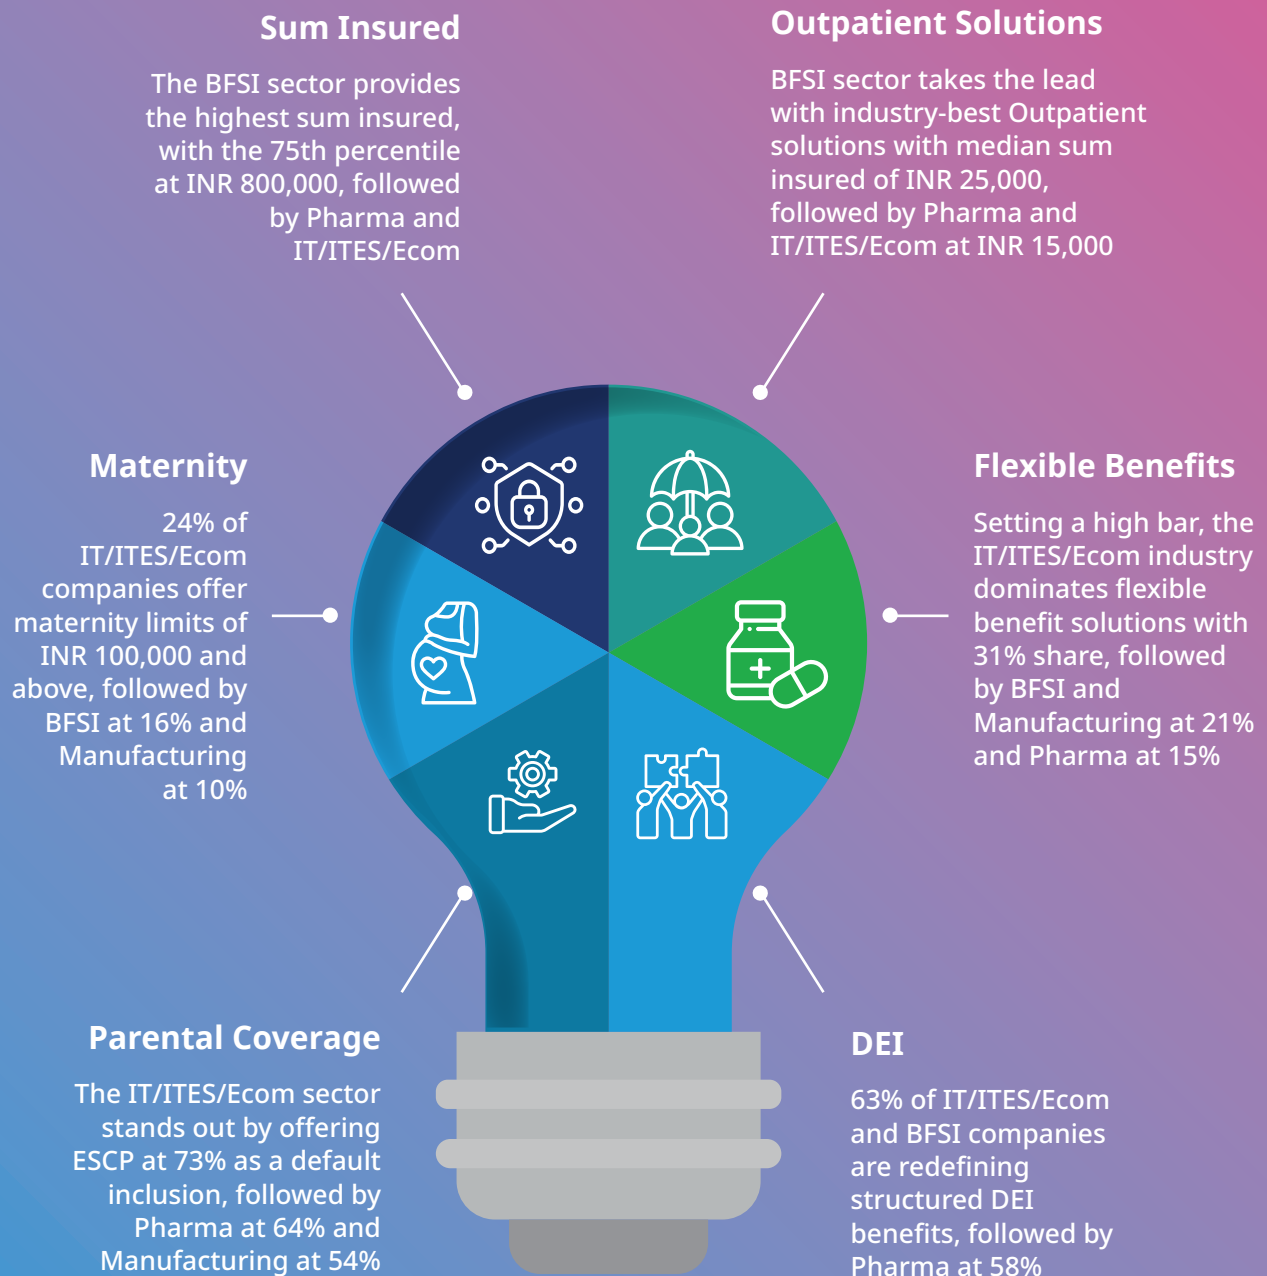 Sum Insured
The BFSI sector provides
the highest sum insured,
with the 75th percentile
at INR 800,000, followed
by Pharma and
IT/ITES/Ecom
Outpatient Solutions
BFSI sector takes the lead
with industry-best Outpatient
solutions with median sum
insured of INR 25,000,
followed by Pharma and
IT/ITES/Ecom at INR 15,000
Maternity
24% of
IT/ITES/Ecom
companies offer
maternity limits of
INR 100,000 and
above, followed by
BFSI at 16% and
Manufacturing
at 10%
Flexible Benefits
Setting a high bar, the
IT/ITES/Ecom industry
dominates flexible
benefit solutions with
31% share, followed
by BFSI and
Manufacturing at 21%
and Pharma at 15%
Parental Coverage
The IT/ITES/Ecom sector
stands out by offering
ESCP at 73% as a default
inclusion, followed by
Pharma at 64% and
Manufacturing at 54%
DEI
63% of IT/ITES/Ecom
and BFSI companies
are redefining
structured DEI
benefits, followed by
Pharma at 58%